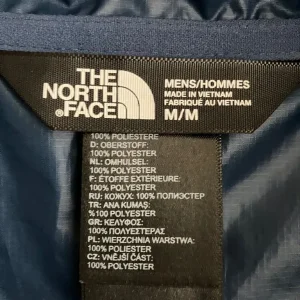 THE
NORTH
FACE
MENS/HOMMES
MADE IN VIETNAM
FABRIQUÉ AU VIETNAM
M/M
100% POLIESTERE
D: OBERSTOFF:
100% POLYESTER
NL: OMHULSEL:
100% POLYESTER
F: ÉTOFFE EXTÉRIEURE:
100% POLYESTER
RU: КОЖУХ: 100% ПОЛИЭСТЕР
TR: ANA KUMAŞ:
%100 POLYESTER
GR: ΚΕΛΥΦΟΣ:
100% ΠΟΛΥΕΣΤΕΡΑΣ
PL: WIERZCHNIA WARSTWA:
100% POLYESTER
CZ: VNĚJŠÍ ČÁST:
100% POLYESTER